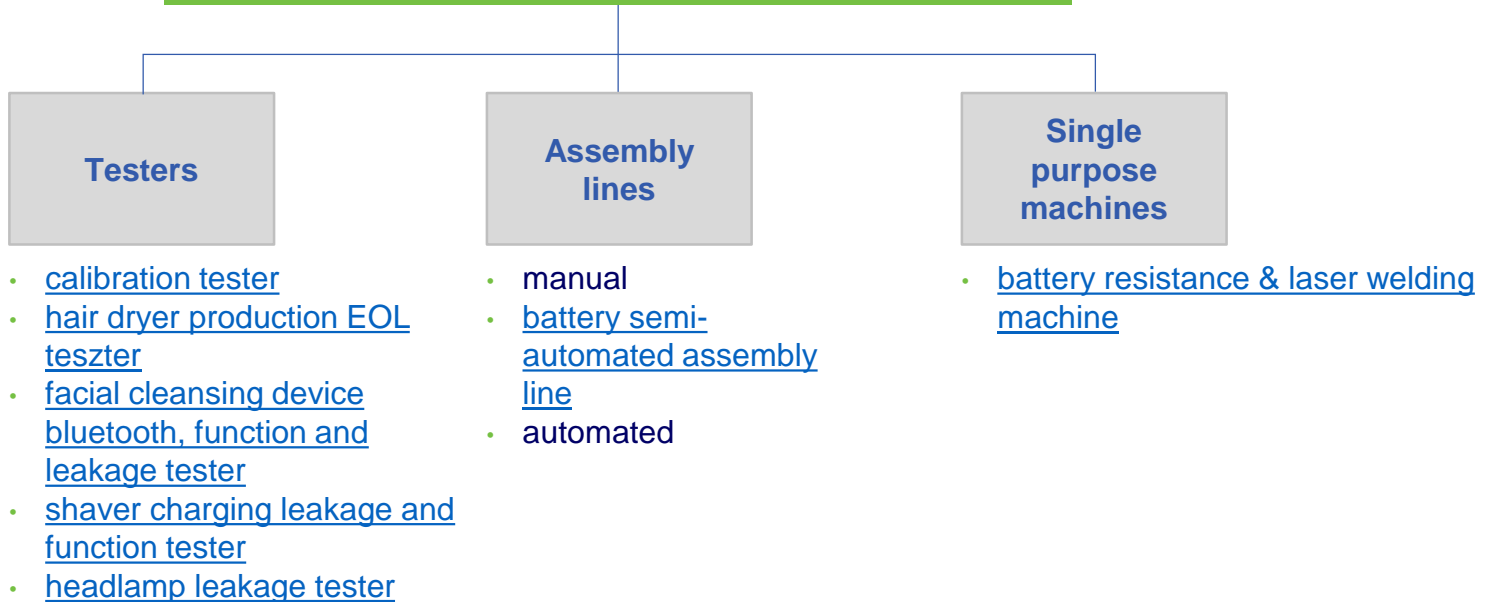 Testers
Assembly
lines
Single
purpose
machines
• calibration tester
• hair dryer production EOL
teszter
• facial cleansing device
bluetooth, function and
leakage tester
• shaver charging leakage and
function tester
• headlamp leakage tester
• manual
• battery semi-
automated assembly
line
• automated
• battery resistance & laser welding
machine